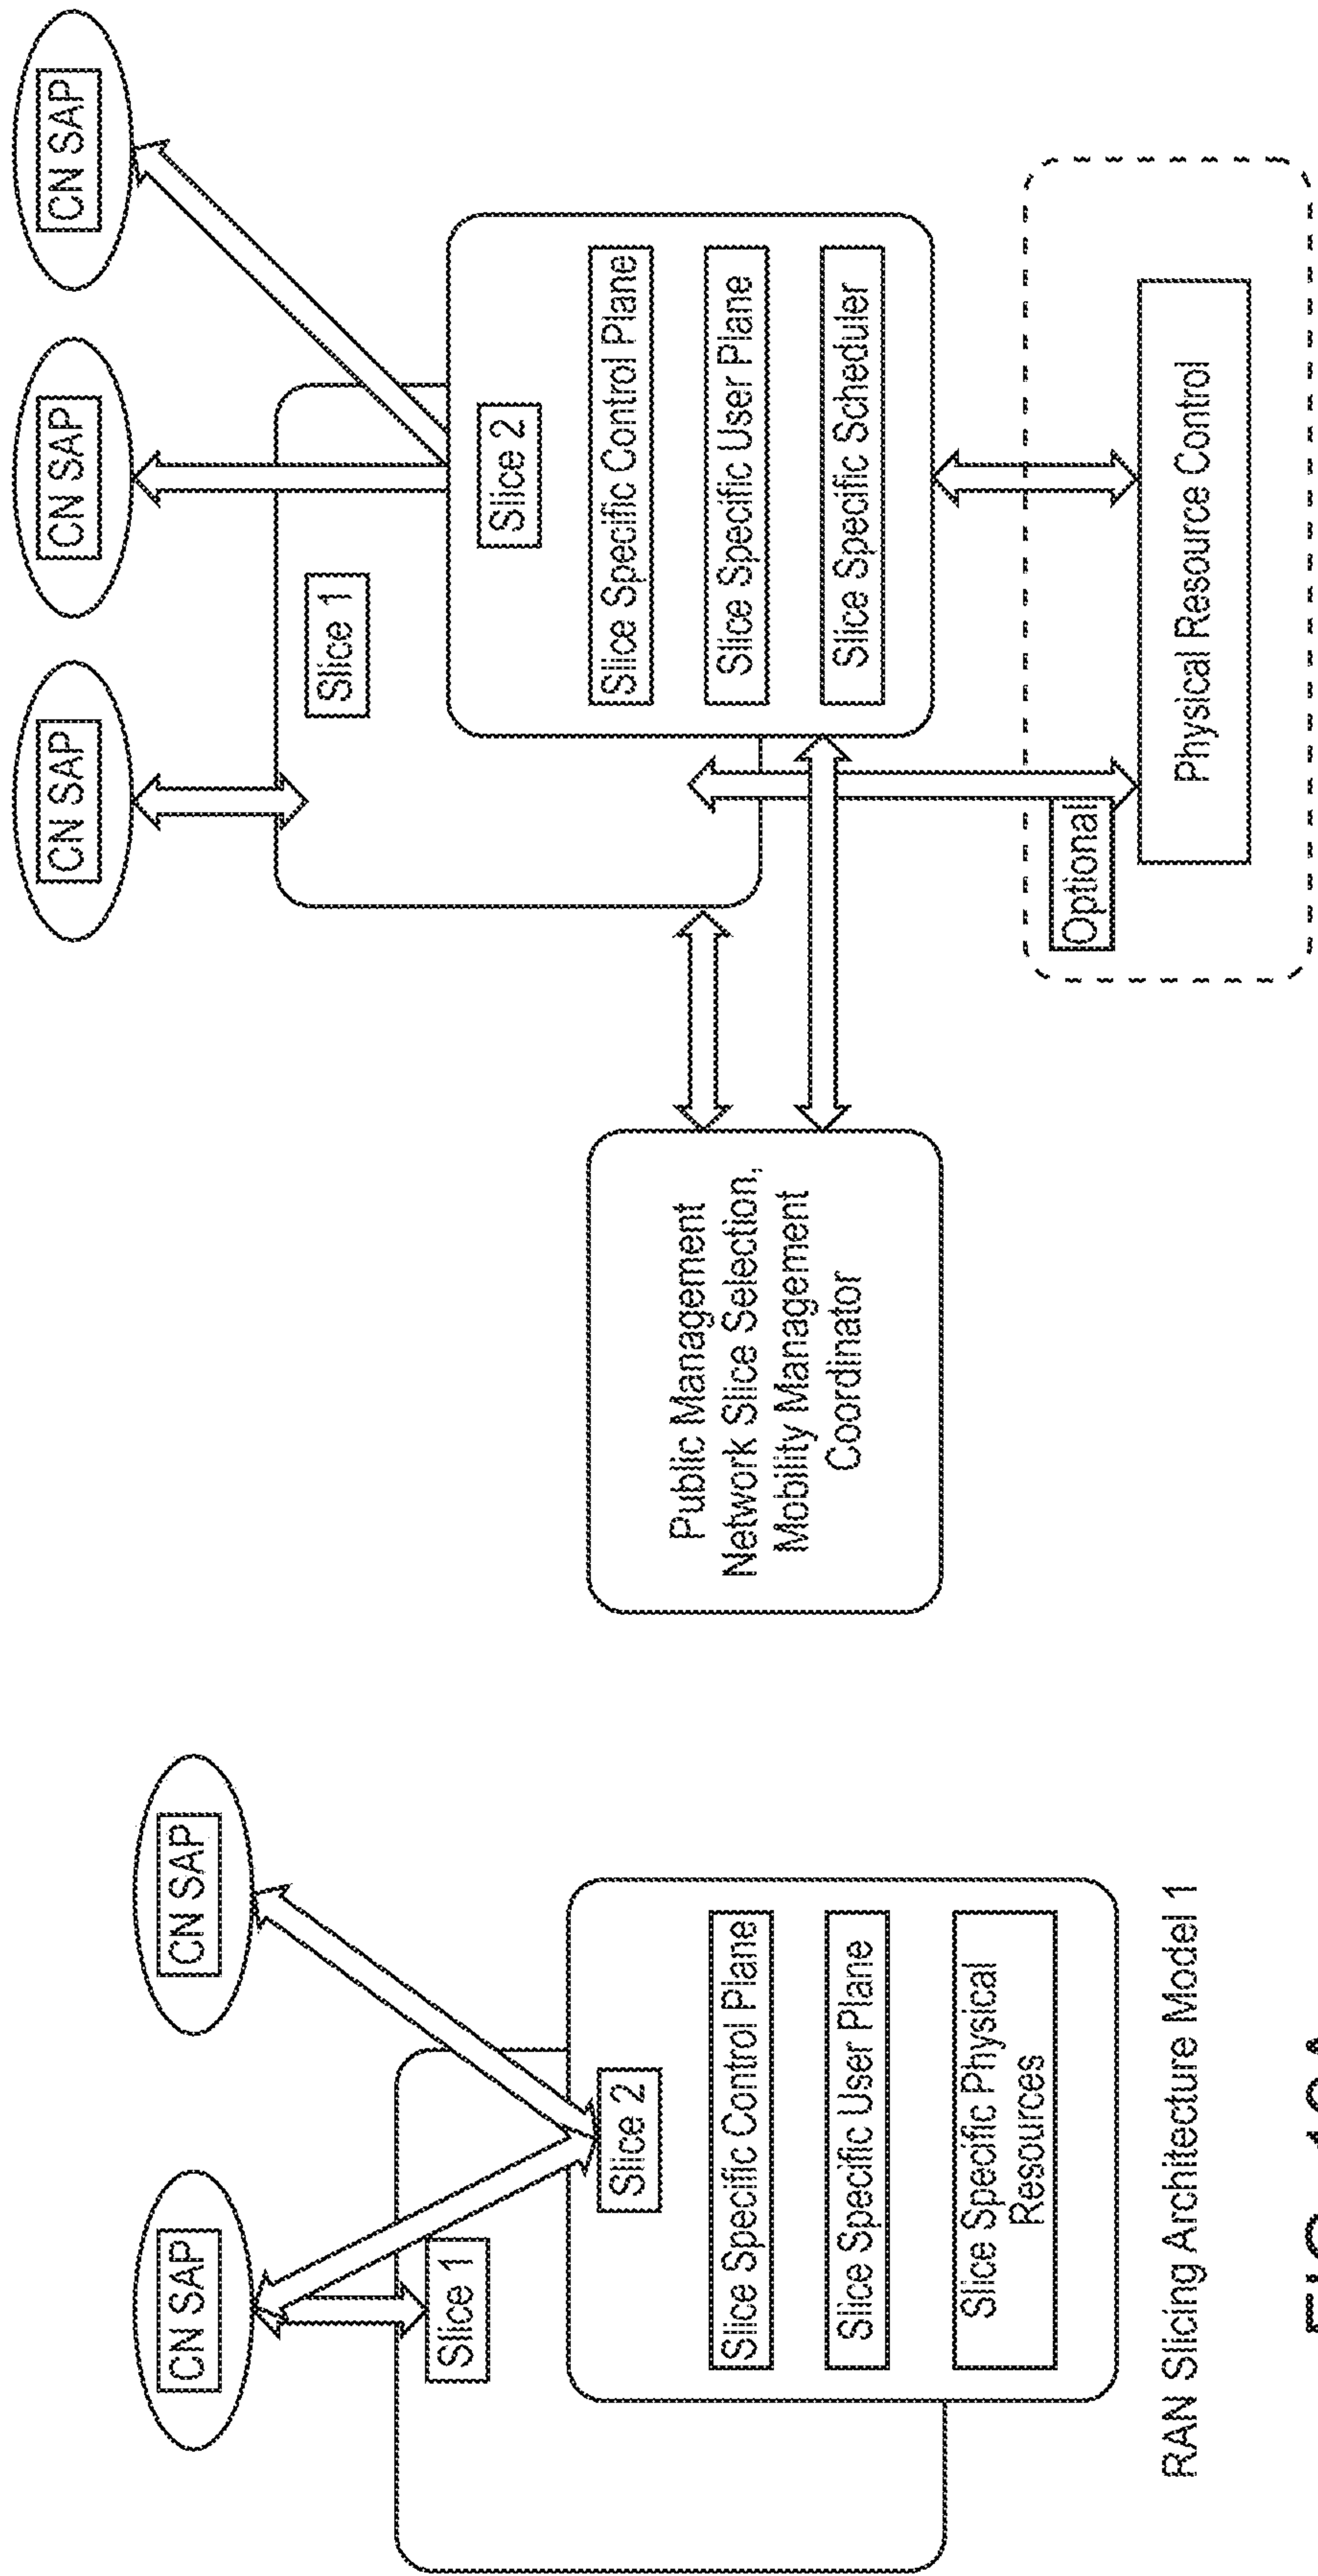 CN SAP
CN SAP
Slice 1
Slice 2
Slice Specific Control Plane
Slice Specific User Plane
Slice Specific Physical
Resources
RAN Slicing Architecture Model 1
FIG.
Public Management
Network Slice Selection,
Mobility Management
Coordinator
CN SAP
CN SAP
CN SAP
Slice 1
Slice 2
Slice Specific Control Plane
Slice Specific User Plane
Slice Specific Scheduler
Optional
Physical Resource Control